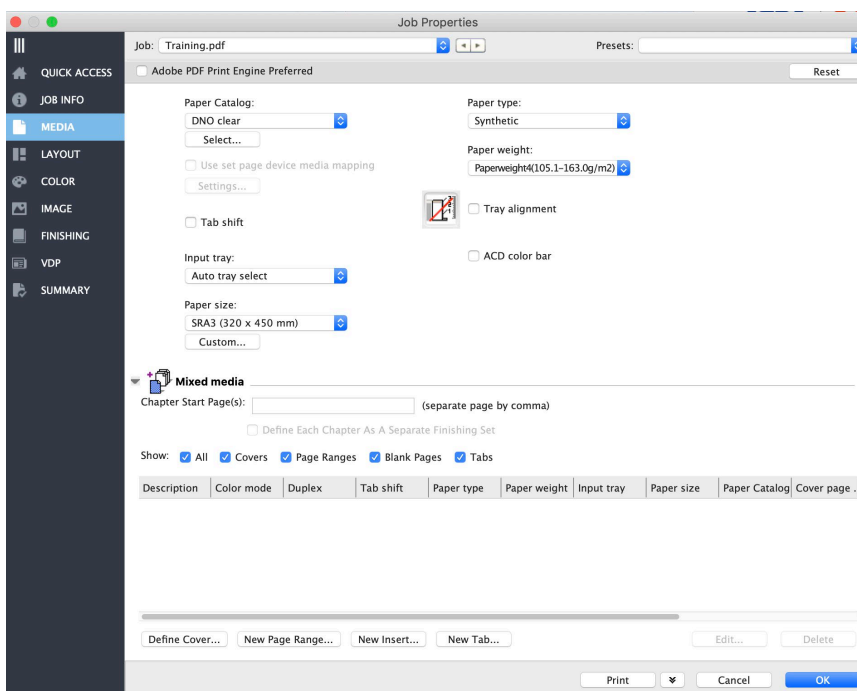 Job Properties
Job: Training.pdf
Presets:
Adobe PDF Print Engine Preferred
Reset
QUICK ACCESS
JOB INFO
MEDIA
LAYOUT
COLOR
IMAGE
FINISHING
VDP
SUMMARY
Paper Catalog:
DNO clear
Select...
Use set page device media mapping
Settings...
Tab shift
Input tray:
Auto tray select
Paper size:
SRA3 (320 x 450 mm)
Custom...
Paper type:
Synthetic
Paper weight:
Paperweight4(105.1-163.0g/m2)
Tray alignment
ACD color bar
Mixed media
Chapter Start Page(s): (separate page by comma)
Define Each Chapter As A Separate Finishing Set
Show: All Covers Page Ranges Blank Pages Tabs
Description Color mode Duplex Tab shift Paper type Paper weight Input tray Paper size Paper Catalog Cover page .
Define Cover... New Page Range... New Insert... New Tab... Edit... Delete
Print Cancel OK